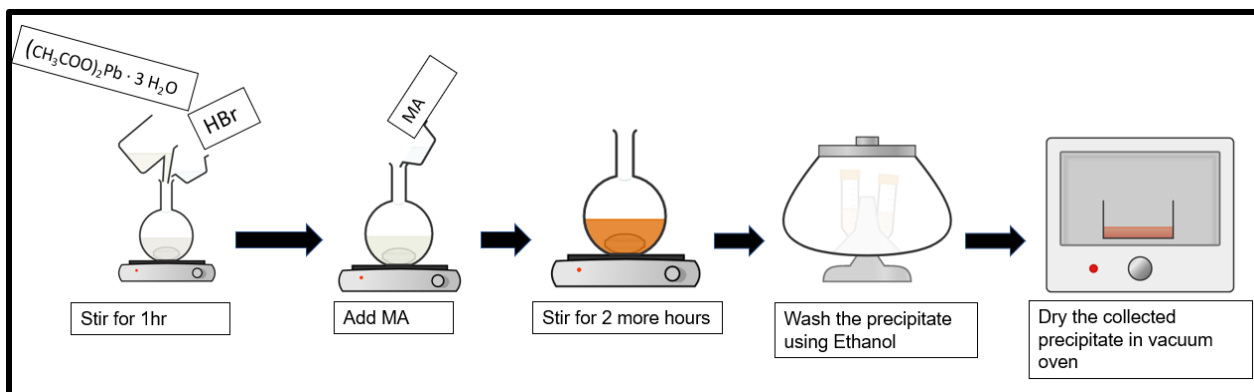 (CH₃COO)₂Pb · 3 H₂O
HBr
MA
Stir for 1hr
Add MA
Stir for 2 more hours
Wash the precipitate
using Ethanol
Dry the collected
precipitate in vacuum
oven